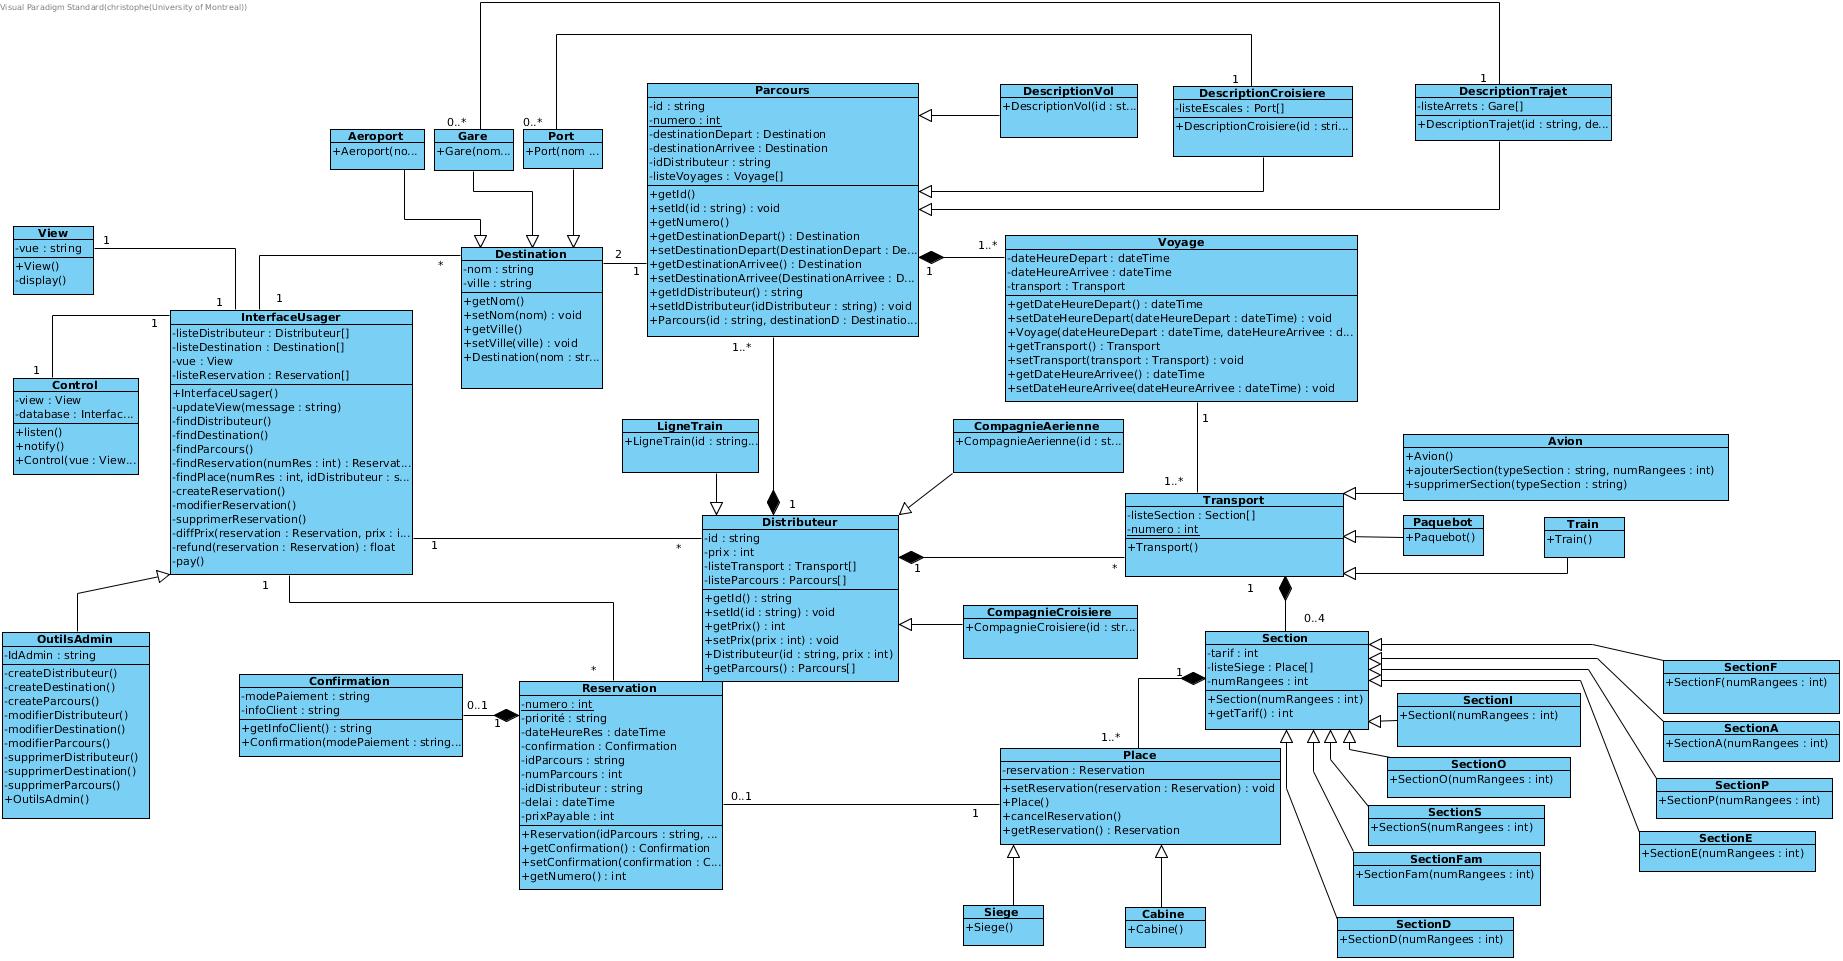 Visual Paradigm Standard(christophe(University of Montreal))
1
1
Parcours
-id : string
-numero : int
-destinationDepart : Destination
-destinationArrivee : Destination
-idDistributeur : string
-listeVoyages : Voyage[]
+getId()
+setId(id : string) : void
+getNumero()
+getDestinationDepart() : Destination
+setDestinationDepart(DestinationDepart : De...
+getDestinationArrivee() : Destination
+setDestinationArrivee(DestinationArrivee : D...
+getIdDistributeur() : string
+setIdDistributeur(idDistributeur : string) : void
+Parcours(id : string, destinationD : Destinatio...
DescriptionVol
+DescriptionVol(id : st...
DescriptionCroisiere
-listeEscales : Port[]
+DescriptionCroisiere(id : stri...
DescriptionTrajet
-listeArrets : Gare[]
+DescriptionTrajet(id : string, de...
0..*
0..*
Aeroport
+Aeroport(no...
Gare
+Gare(nom...
Port
+Port(nom ...
View
-vue : string
+View()
-display()
1
1
1
*
Destination
-nom : string
-ville : string
+getNom()
+setNom(nom) : void
+getVille()
+setVille(ville) : void
+Destination(nom : str...
2
1
1
1..*
Voyage
-dateHeureDepart : dateTime
-dateHeureArrivee : dateTime
-transport : Transport
+getDateHeureDepart() : dateTime
+setDateHeureDepart(dateHeureDepart : dateTime) : void
+Voyage(dateHeureDepart : dateTime, dateHeureArrivee : d...
+getTransport() : Transport
+setTransport(transport : Transport) : void
+getDateHeureArrivee() : dateTime
+setDateHeureArrivee(dateHeureArrivee : dateTime) : void
InterfaceUsager
-listeDistributeur : Distributeur[]
-listeDestination : Destination[]
-vue : View
-listeReservation : Reservation[]
+InterfaceUsager()
-updateView(message : string)
-findDistributeur()
-findDestination()
-findParcours()
-findReservation(numRes : int) : Reservat...
-findPlace(numRes : int, idDistributeur : s...
-createReservation()
-modifierReservation()
-supprimerReservation()
-diffPrix(reservation : Reservation, prix : i...
-refund(reservation : Reservation) : float
-pay()
1
1
Control
-view : View
-database : Interfac...
+listen()
+notify()
+Control(vue : View...
1..*
1
LigneTrain
+LigneTrain(id : string...
CompagnieAerienne
+CompagnieAerienne(id : st...
1
1..*
Avion
+Avion()
+ajouterSection(typeSection : string, numRangees : int)
+supprimerSection(typeSection : string)
Transport
-listeSection : Section[]
-numero : int
+Transport()
Paquebot
+Paquebot()
Train
+Train()
Distributeur
-id : string
-prix : int
-listeTransport : Transport[]
-listeParcours : Parcours[]
+getId() : string
+setId(id : string) : void
+getPrix() : int
+setPrix(prix : int) : void
+Distributeur(id : string, prix : int)
+getParcours() : Parcours[]
1
*
1
*
CompagnieCroisiere
+CompagnieCroisiere(id : str...
1
0..4
1
*
OutilsAdmin
-IdAdmin : string
-createDistributeur()
-createDestination()
-createParcours()
-modifierDistributeur()
-modifierDestination()
-modifierParcours()
-supprimerDistributeur()
-supprimerDestination()
-supprimerParcours()
+OutilsAdmin()
Confirmation
-modePaiement : string
-infoClient : string
+getInfoClient() : string
+Confirmation(modePaiement : string...
0..1
1
Reservation
-numero : int
-priorité : string
-dateHeureRes : dateTime
-confirmation : Confirmation
-idParcours : string
-numParcours : int
-idDistributeur : string
-delai : dateTime
-prixPayable : int
+Reservation(idParcours : string, ...
+getConfirmation() : Confirmation
+setConfirmation(confirmation : C...
+getNumero() : int
0..1
1
Section
-tarif : int
-listeSiege : Place[]
-numRangees : int
+Section(numRangees : int)
+getTarif() : int
1
1..*
Place
-reservation : Reservation
+setReservation(reservation : Reservation) : void
+Place()
+cancelReservation()
+getReservation() : Reservation
Siege
+Siege()
Cabine
+Cabine()
SectionF
+SectionF(numRangees : int)
SectionI
+SectionI(numRangees : int)
SectionA
+SectionA(numRangees : int)
SectionO
+SectionO(numRangees : int)
SectionP
+SectionP(numRangees : int)
SectionS
+SectionS(numRangees : int)
SectionE
+SectionE(numRangees : int)
SectionFam
+SectionFam(numRangees : int)
SectionD
+SectionD(numRangees : int)